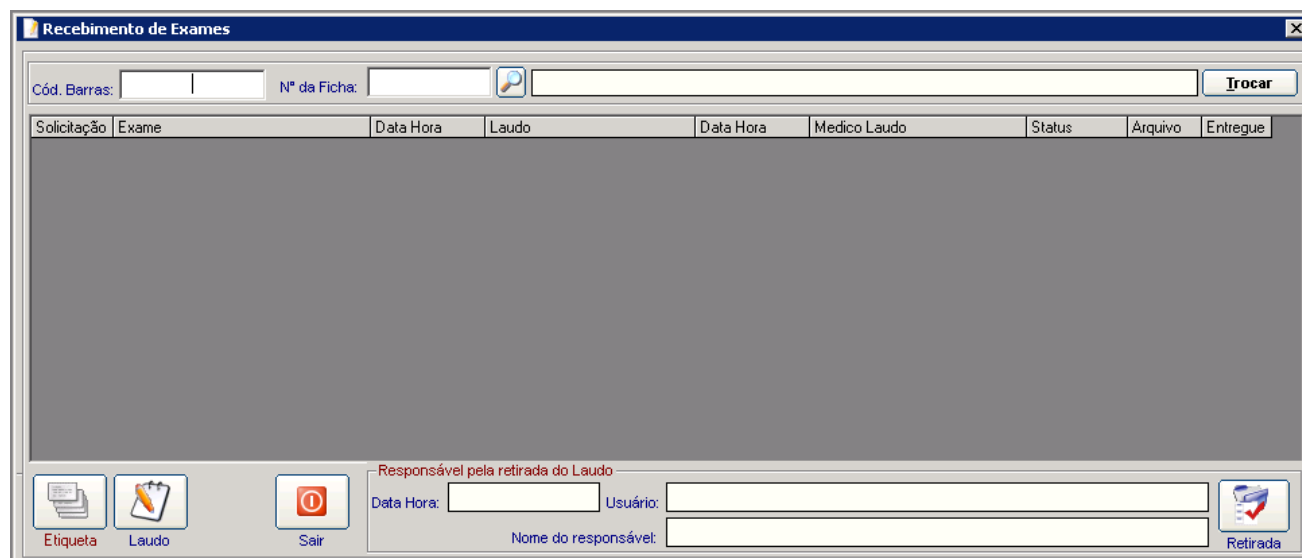 Recebimento de Exames
Cód. Barras: Nº da Ficha: Trocar
Solicitação Exame Data Hora Laudo Data Hora Medico Laudo Status Arquivo Entregue
Responsável pela retirada do Laudo
Data Hora: Usuário:
Nome do responsável:
Etiqueta Laudo Sair Retirada